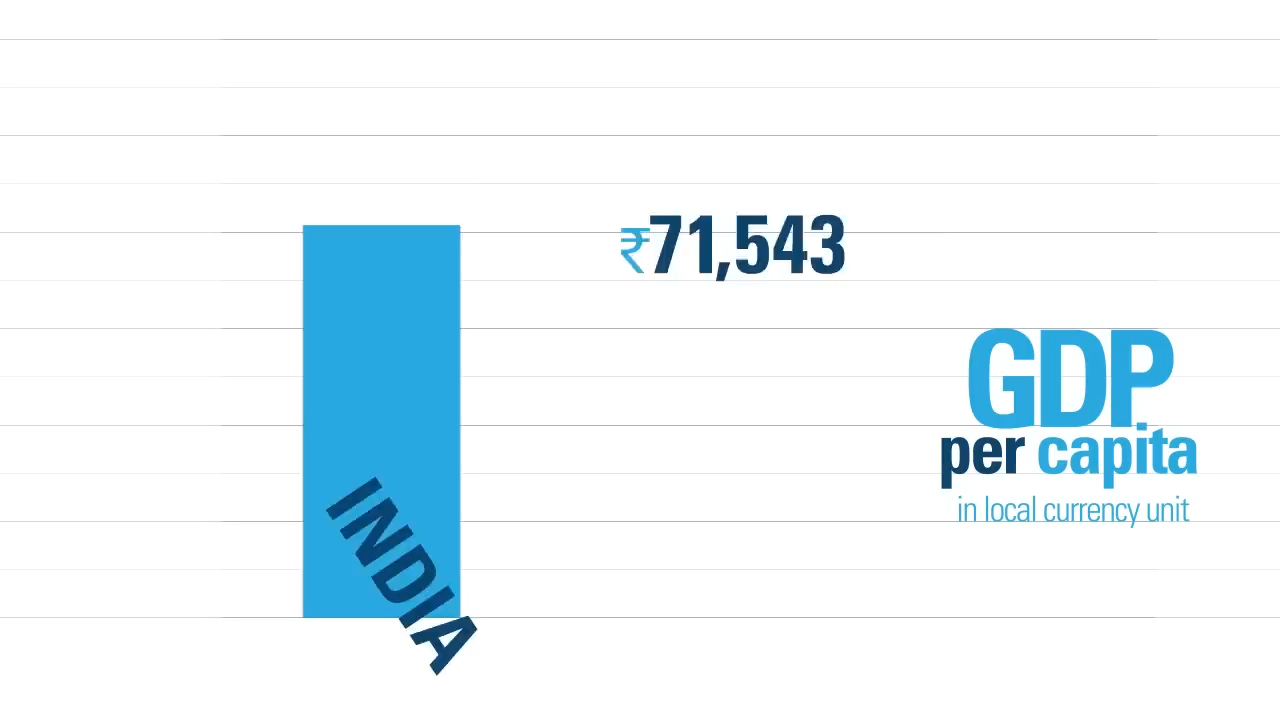 ₹71,543
GDP
per capita
in local currency unit
INDIA